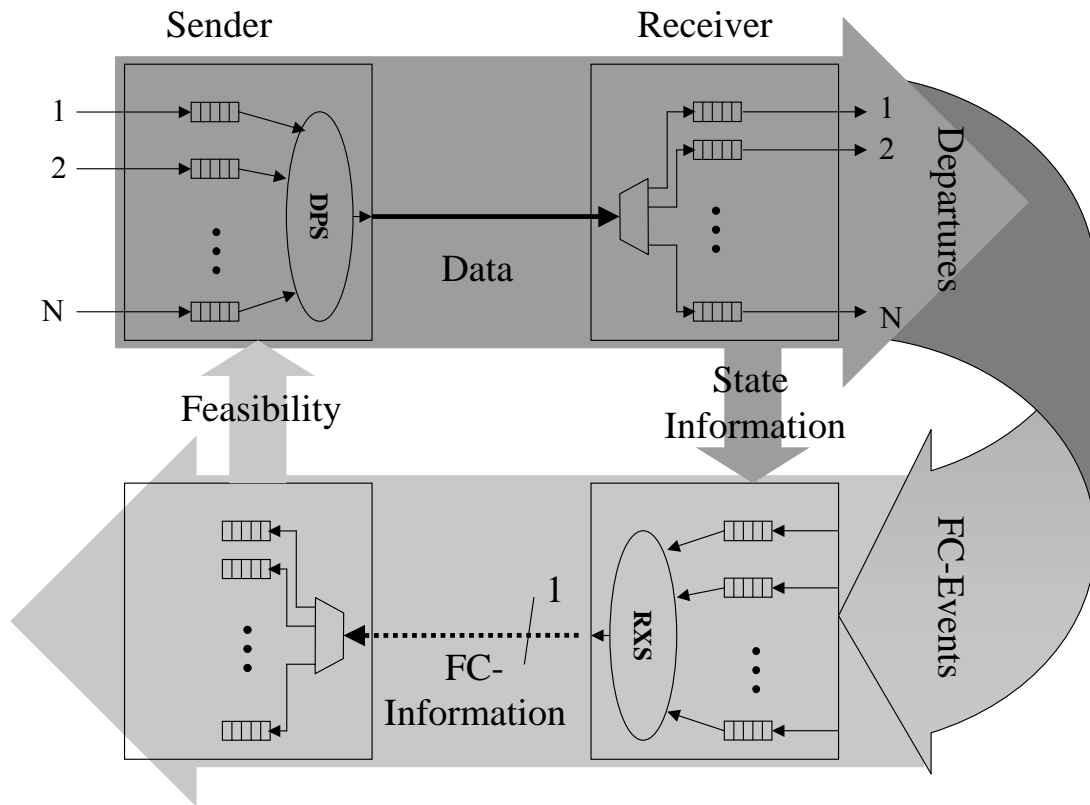 Sender
Receiver
1
2
N
DPS
Data
1
2
N
Departures
Feasibility
State
Information
1
FC-
Information
RXS
FC-Events